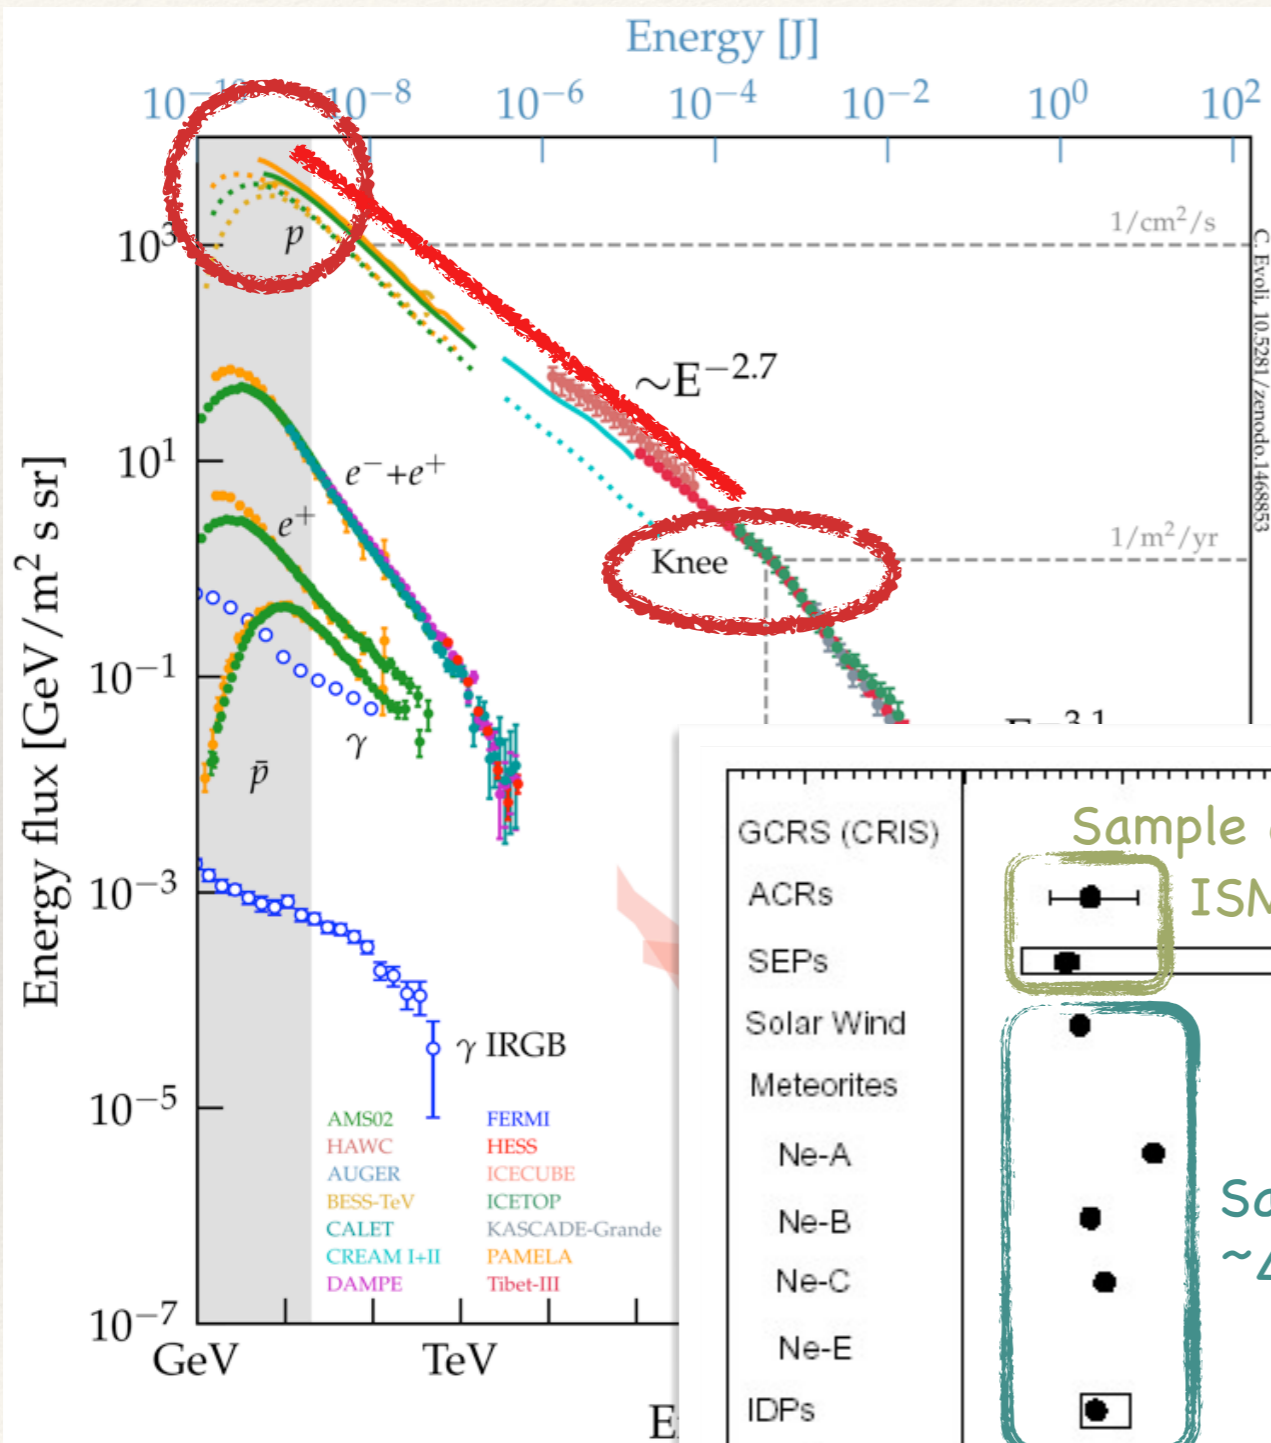 Energy [J]
10⁻⁸ 10⁻⁶ 10⁻⁴ 10⁻² 10⁰ 10²
1/cm²/s
p
10³
C. Evoli, 10.5281/zenodo.1468853
~E⁻²·⁷
10¹
e⁻+e⁺
e⁺
1/m²/yr
Knee
Energy flux [GeV/m² s sr]
10⁻¹
γ
p̄
10⁻³
γ IRGB
10⁻⁵
AMS02 FERMI
HAWC HESS
AUGER ICECUBE
BESS-TeV ICETOP
CALET KASCADE-Grande
CREAM I+II PAMELA
DAMPE Tibet-III
10⁻⁷
GeV TeV
GCRS (CRIS)
Sample
ACRs
ISM
SEPs
Solar Wind
Meteorites
Ne-A
Ne-B
Ne-C
Ne-E
IDPs